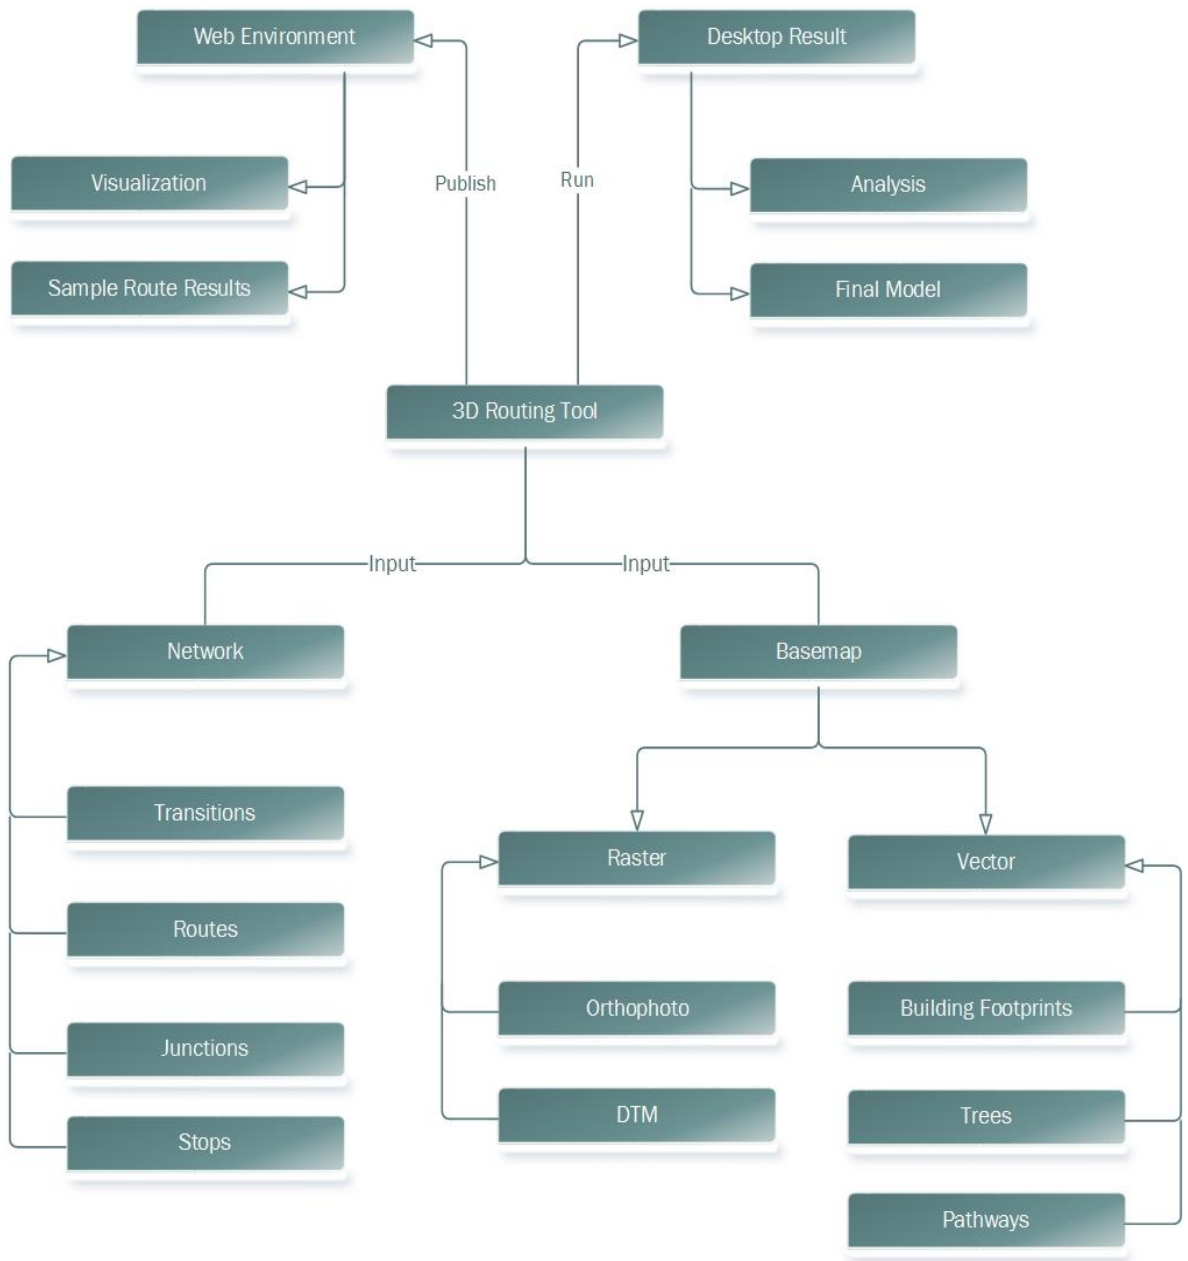 Web Environment
Desktop Result
Visualization
Publish
Run
Analysis
Sample Route Results
Final Model
3D Routing Tool
Input
Input
Network
Basemap
Transitions
Raster
Vector
Routes
Orthophoto
Building Footprints
Junctions
DTM
Trees
Stops
Pathways